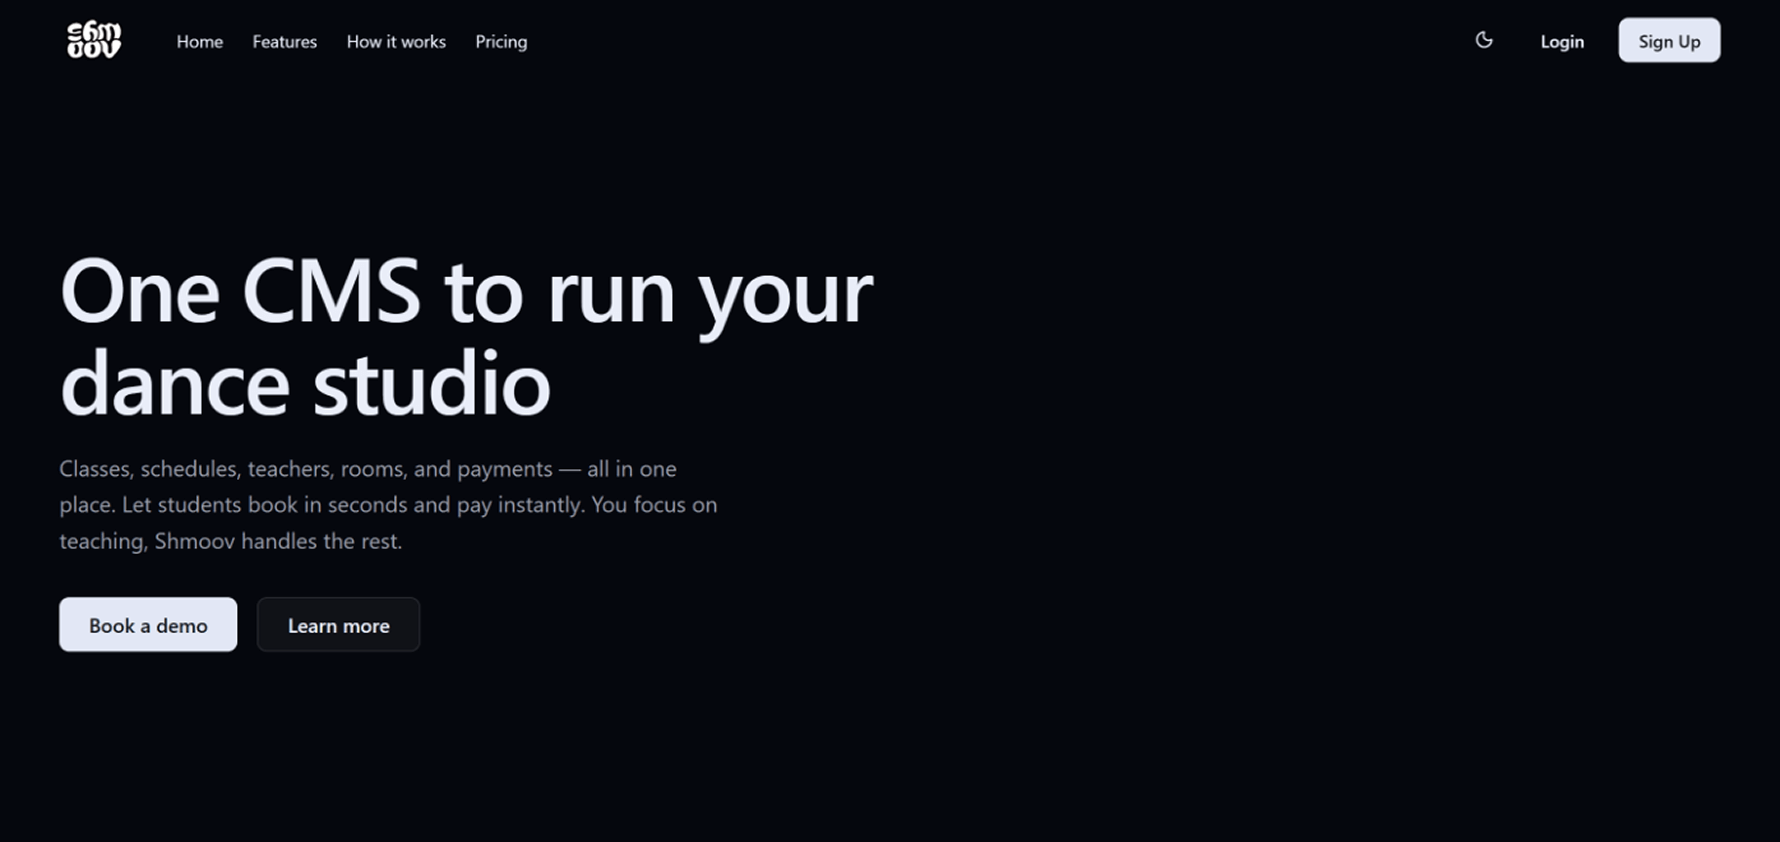 shmoov
Home Features How it works Pricing
Login Sign Up
One CMS to run your
dance studio
Classes, schedules, teachers, rooms, and payments — all in one
place. Let students book in seconds and pay instantly. You focus on
teaching, Shmoov handles the rest.
Book a demo Learn more